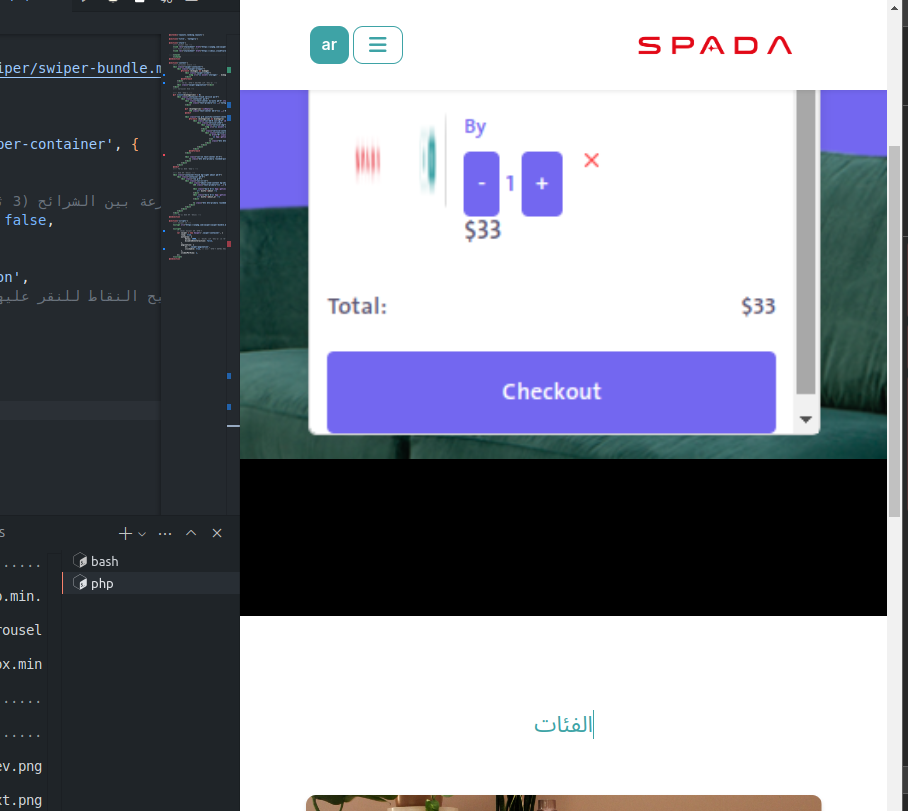 ar
SPADA
iper/swiper-bundle.m
per-container', {
عة بين الشرائح (3
false,
on',
ح النقاط للنقر عليه
By
- 1 +
$33
Total: $33
Checkout
bash
php
o.min.
rousel
ox.min
ev.png
xt.png
الفئات